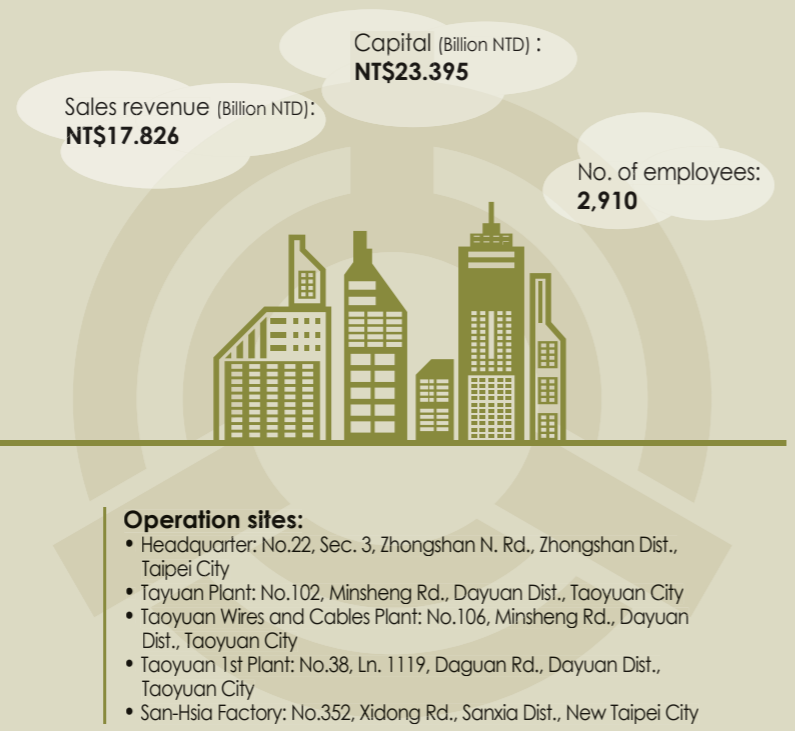 Capital (Billion NTD) :
NT$23.395
Sales revenue (Billion NTD):
NT$17.826
No. of employees:
2,910
Operation sites:
• Headquarter: No.22, Sec. 3, Zhongshan N. Rd., Zhongshan Dist.,
Taipei City
• Tayuan Plant: No.102, Minsheng Rd., Dayuan Dist., Taoyuan City
• Taoyuan Wires and Cables Plant: No.106, Minsheng Rd., Dayuan
Dist., Taoyuan City
• Taoyuan 1st Plant: No.38, Ln. 1119, Daguan Rd., Dayuan Dist.,
Taoyuan City
• San-Hsia Factory: No.352, Xidong Rd., Sanxia Dist., New Taipei City